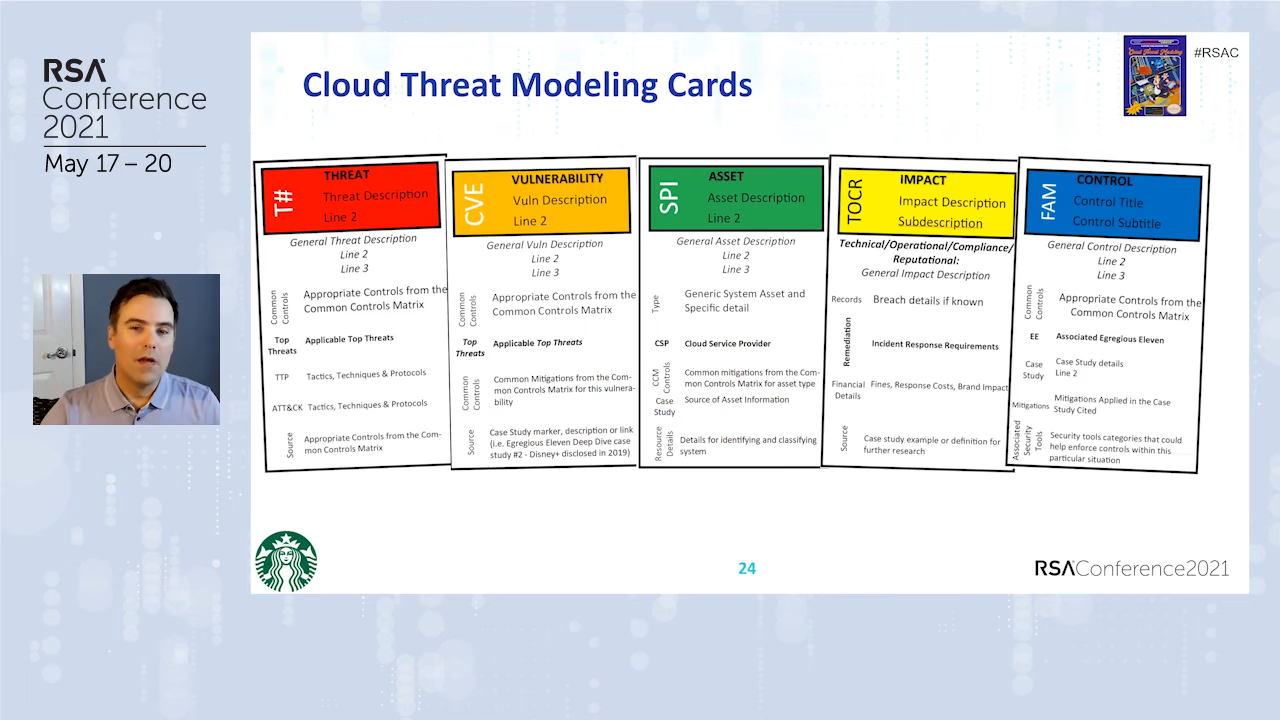 RSA
Conference
2021
May 17 – 20
Cloud Threat Modeling Cards
#RSAC
T#
THREAT
Threat Description
Line 2
General Threat Description
Line 2
Line 3
Common
Controls
Appropriate Controls from the
Common Controls Matrix
Top
Threats
Applicable Top Threats
TTP
Tactics, Techniques & Protocols
ATT&CK
Tactics, Techniques & Protocols
Source
Appropriate Controls from the Com-
mon Controls Matrix
CVE
VULNERABILITY
Vuln Description
Line 2
General Vuln Description
Line 2
Line 3
Common
Controls
Appropriate Controls from the
Common Controls Matrix
Top
Threats
Applicable Top Threats
Common
Controls
Common Mitigations from the Com-
mon Controls Matrix for this vulnera-
bility
Source
Case Study marker, description or link
(i.e. Egregious Eleven Deep Dive case
study #2 - Disney+ disclosed in 2019)
SPI
ASSET
Asset Description
Line 2
General Asset Description
Line 2
Line 3
Type
Generic System Asset and
Specific detail
CSP
Cloud Service Provider
CCM
Controls
Common mitigations from the Com-
mon Controls Matrix for asset type
Case
Study
Source of Asset Information
Resource
Details
Details for identifying and classifying
system
TOCR
IMPACT
Impact Description
Subdescription
Technical/Operational/Compliance/
Reputational:
General Impact Description
Records
Breach details if known
Remediation
Incident Response Requirements
Financial
Details
Fines, Response Costs, Brand Impact
Source
Case study example or definition for
further research
FAM
CONTROL
Control Title
Control Subtitle
General Control Description
Line 2
Line 3
Common
Controls
Appropriate Controls from the
Common Controls Matrix
EE
Associated Egregious Eleven
Case
Study
Case Study details
Line 2
Mitigations
Mitigations Applied in the Case
Study Cited
Associated
Security
Tools
Security tools categories that could
help enforce controls within this
particular situation
24
RSAConference2021